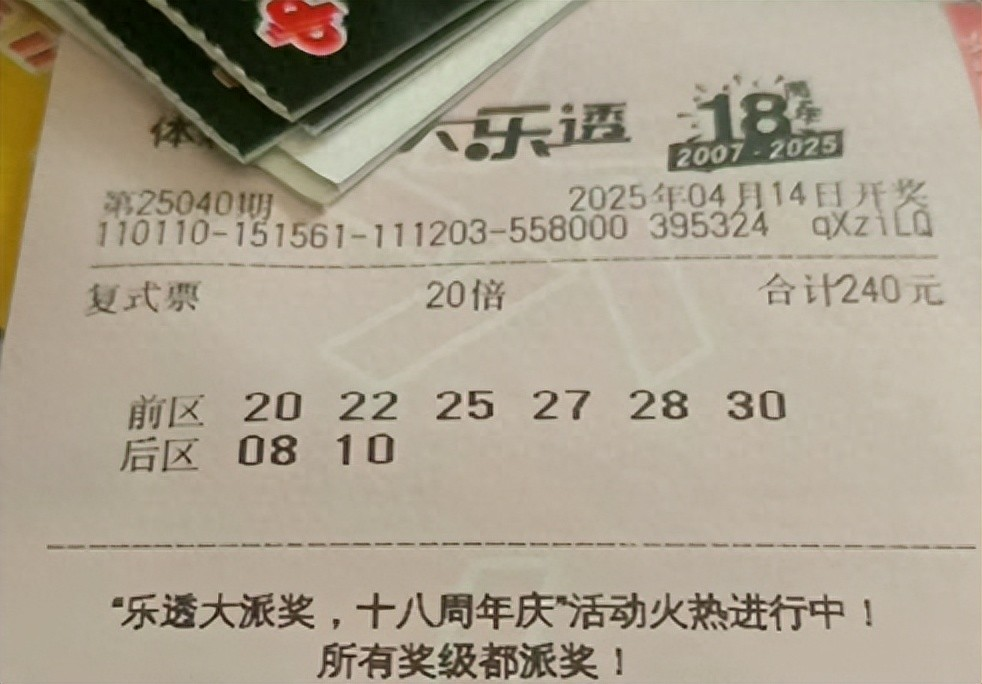 体 大乐透 18周年
2007-2025
第250401期 2025年04月14日开奖
110110-151561-111203-558000 395324 qXziLQ
复式票 20倍 合计240元
前区 20 22 25 27 28 30
后区 08 10
“乐透大派奖，十八周年庆”活动火热进行中！
所有奖级都派奖！